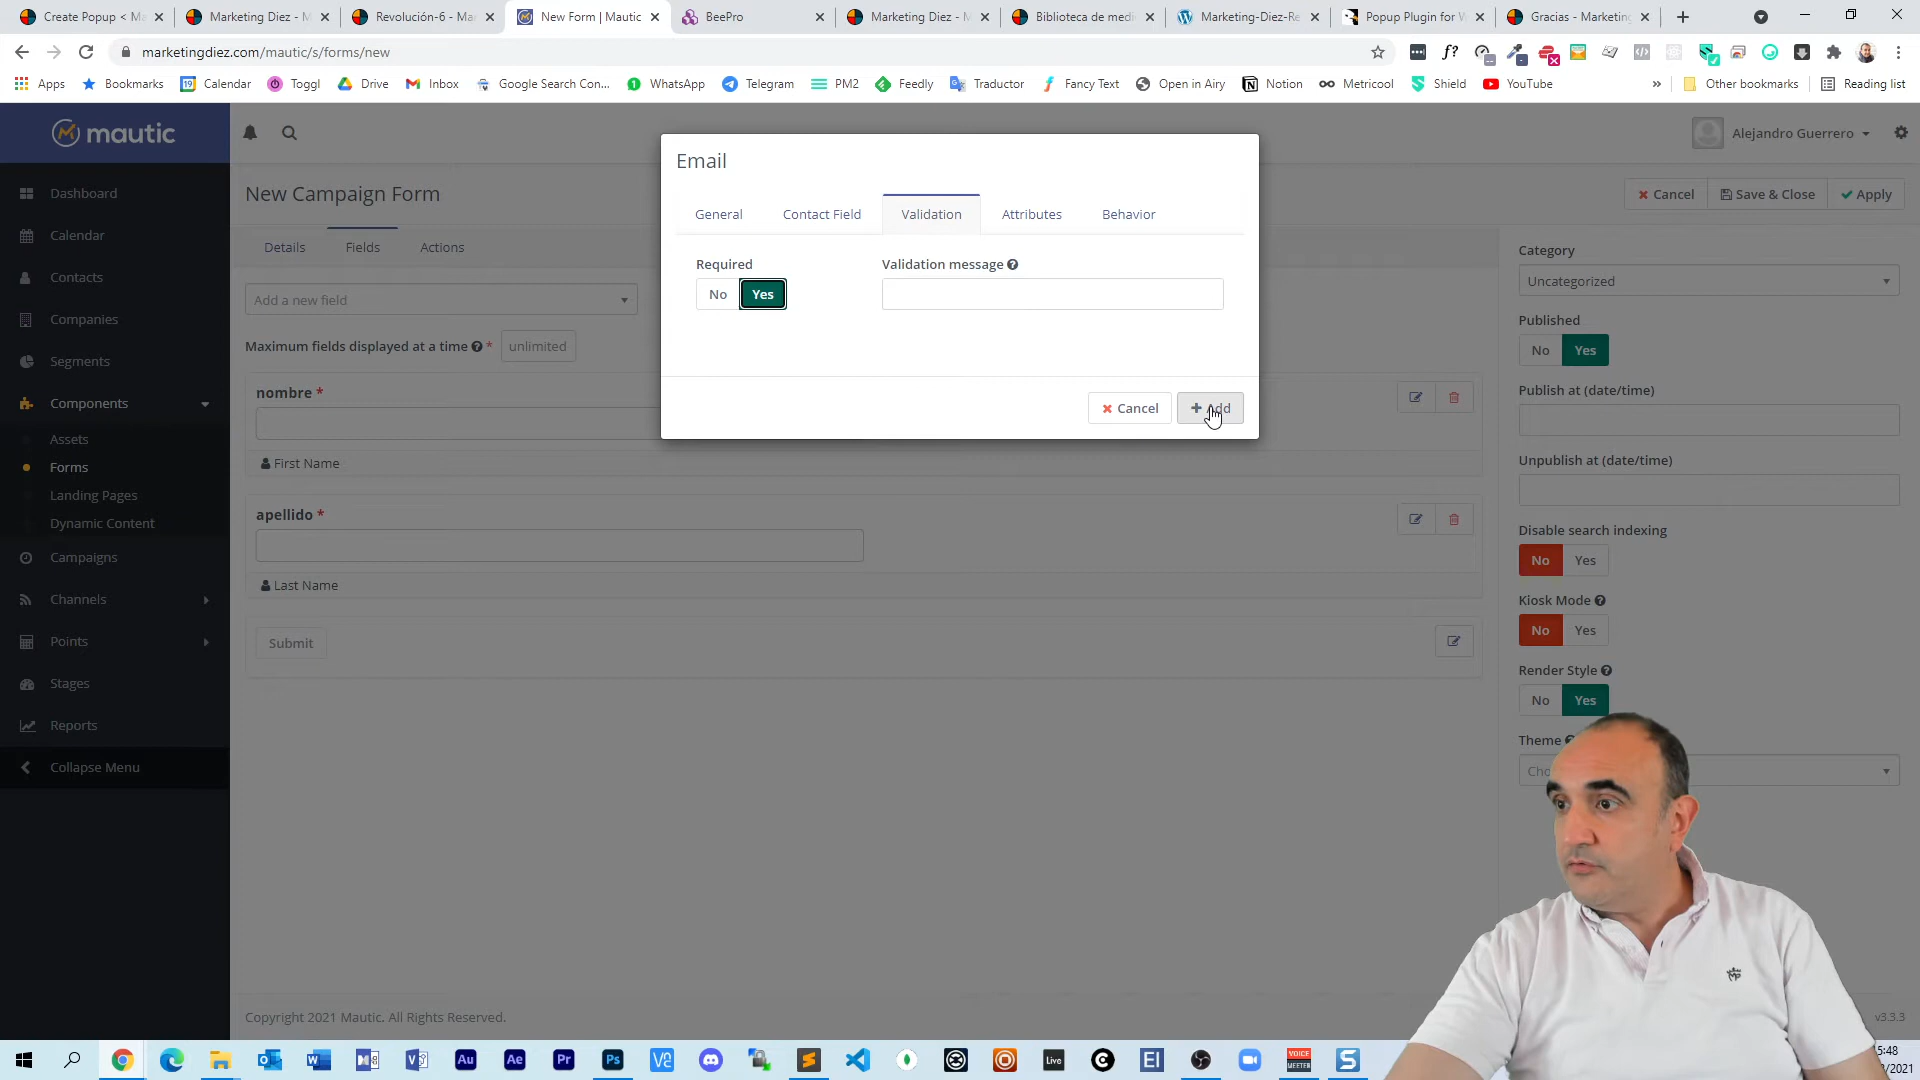 Create Popup < M
Marketing Diez - M
Revolución-6 - Ma
New Form | Mautic
BeePro
Marketing Diez - M
Biblioteca de medi
Marketing-Diez-Re
Popup Plugin for W
Gracias - Marketing
marketingdiez.com/mautic/s/forms/new
Apps
Bookmarks
Calendar
Toggl
Drive
Inbox
Google Search Con...
WhatsApp
Telegram
PM2
Feedly
Traductor
Fancy Text
Open in Airy
Notion
Metricool
Shield
YouTube
Other bookmarks
Reading list
mautic
Alejandro Guerrero
Dashboard
Calendar
Contacts
Companies
Segments
Components
Assets
Forms
Landing Pages
Dynamic Content
Campaigns
Channels
Points
Stages
Reports
Collapse Menu
New Campaign Form
Cancel
Save & Close
Apply
Details
Fields
Actions
Add a new field
Maximum fields displayed at a time *
unlimited
nombre *
First Name
apellido *
Last Name
Submit
Email
General
Contact Field
Validation
Attributes
Behavior
Required
No Yes
Validation message
Cancel
Add
Category
Uncategorized
Published
No Yes
Publish at (date/time)
Unpublish at (date/time)
Disable search indexing
No Yes
Kiosk Mode
No Yes
Render Style
No Yes
Theme
Cho
Copyright 2021 Mautic. All Rights Reserved.
v3.3.3
5:48
/2021